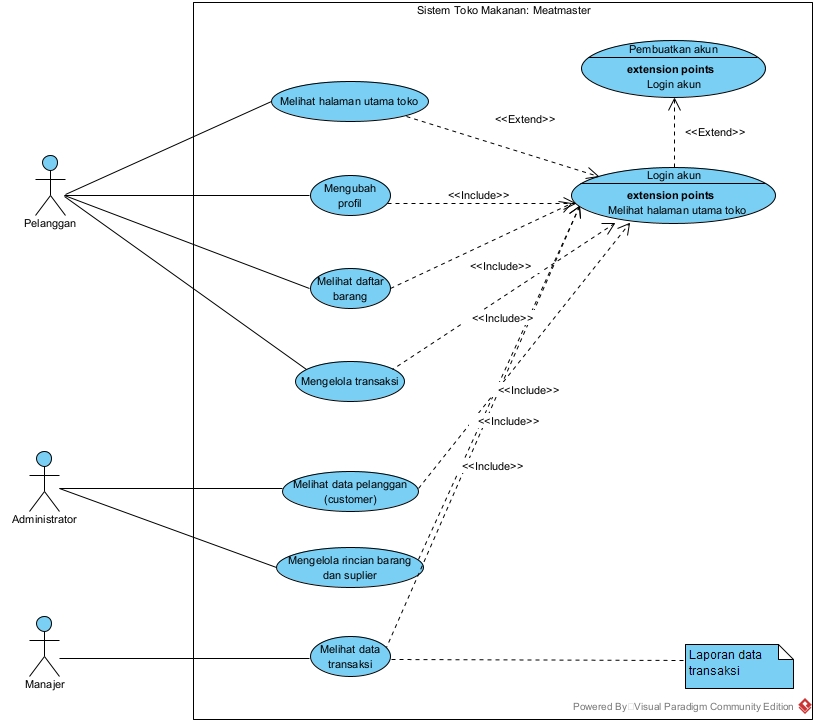 Sistem Toko Makanan: Meatmaster
Pembuatkan akun
extension points
Login akun
Melihat halaman utama toko
<<Extend>>
<<Extend>>
Login akun
extension points
Melihat halaman utama toko
Mengubah
profil
<<Include>>
Pelanggan
Melihat daftar
barang
<<Include>>
<<Include>>
Mengelola transaksi
<<Include>>
<<Include>>
<<Include>>
Melihat data pelanggan
(customer)
Administrator
Mengelola rincian barang
dan suplier
Melihat data
transaksi
Manajer
Laporan data
transaksi
Powered By Visual Paradigm Community Edition